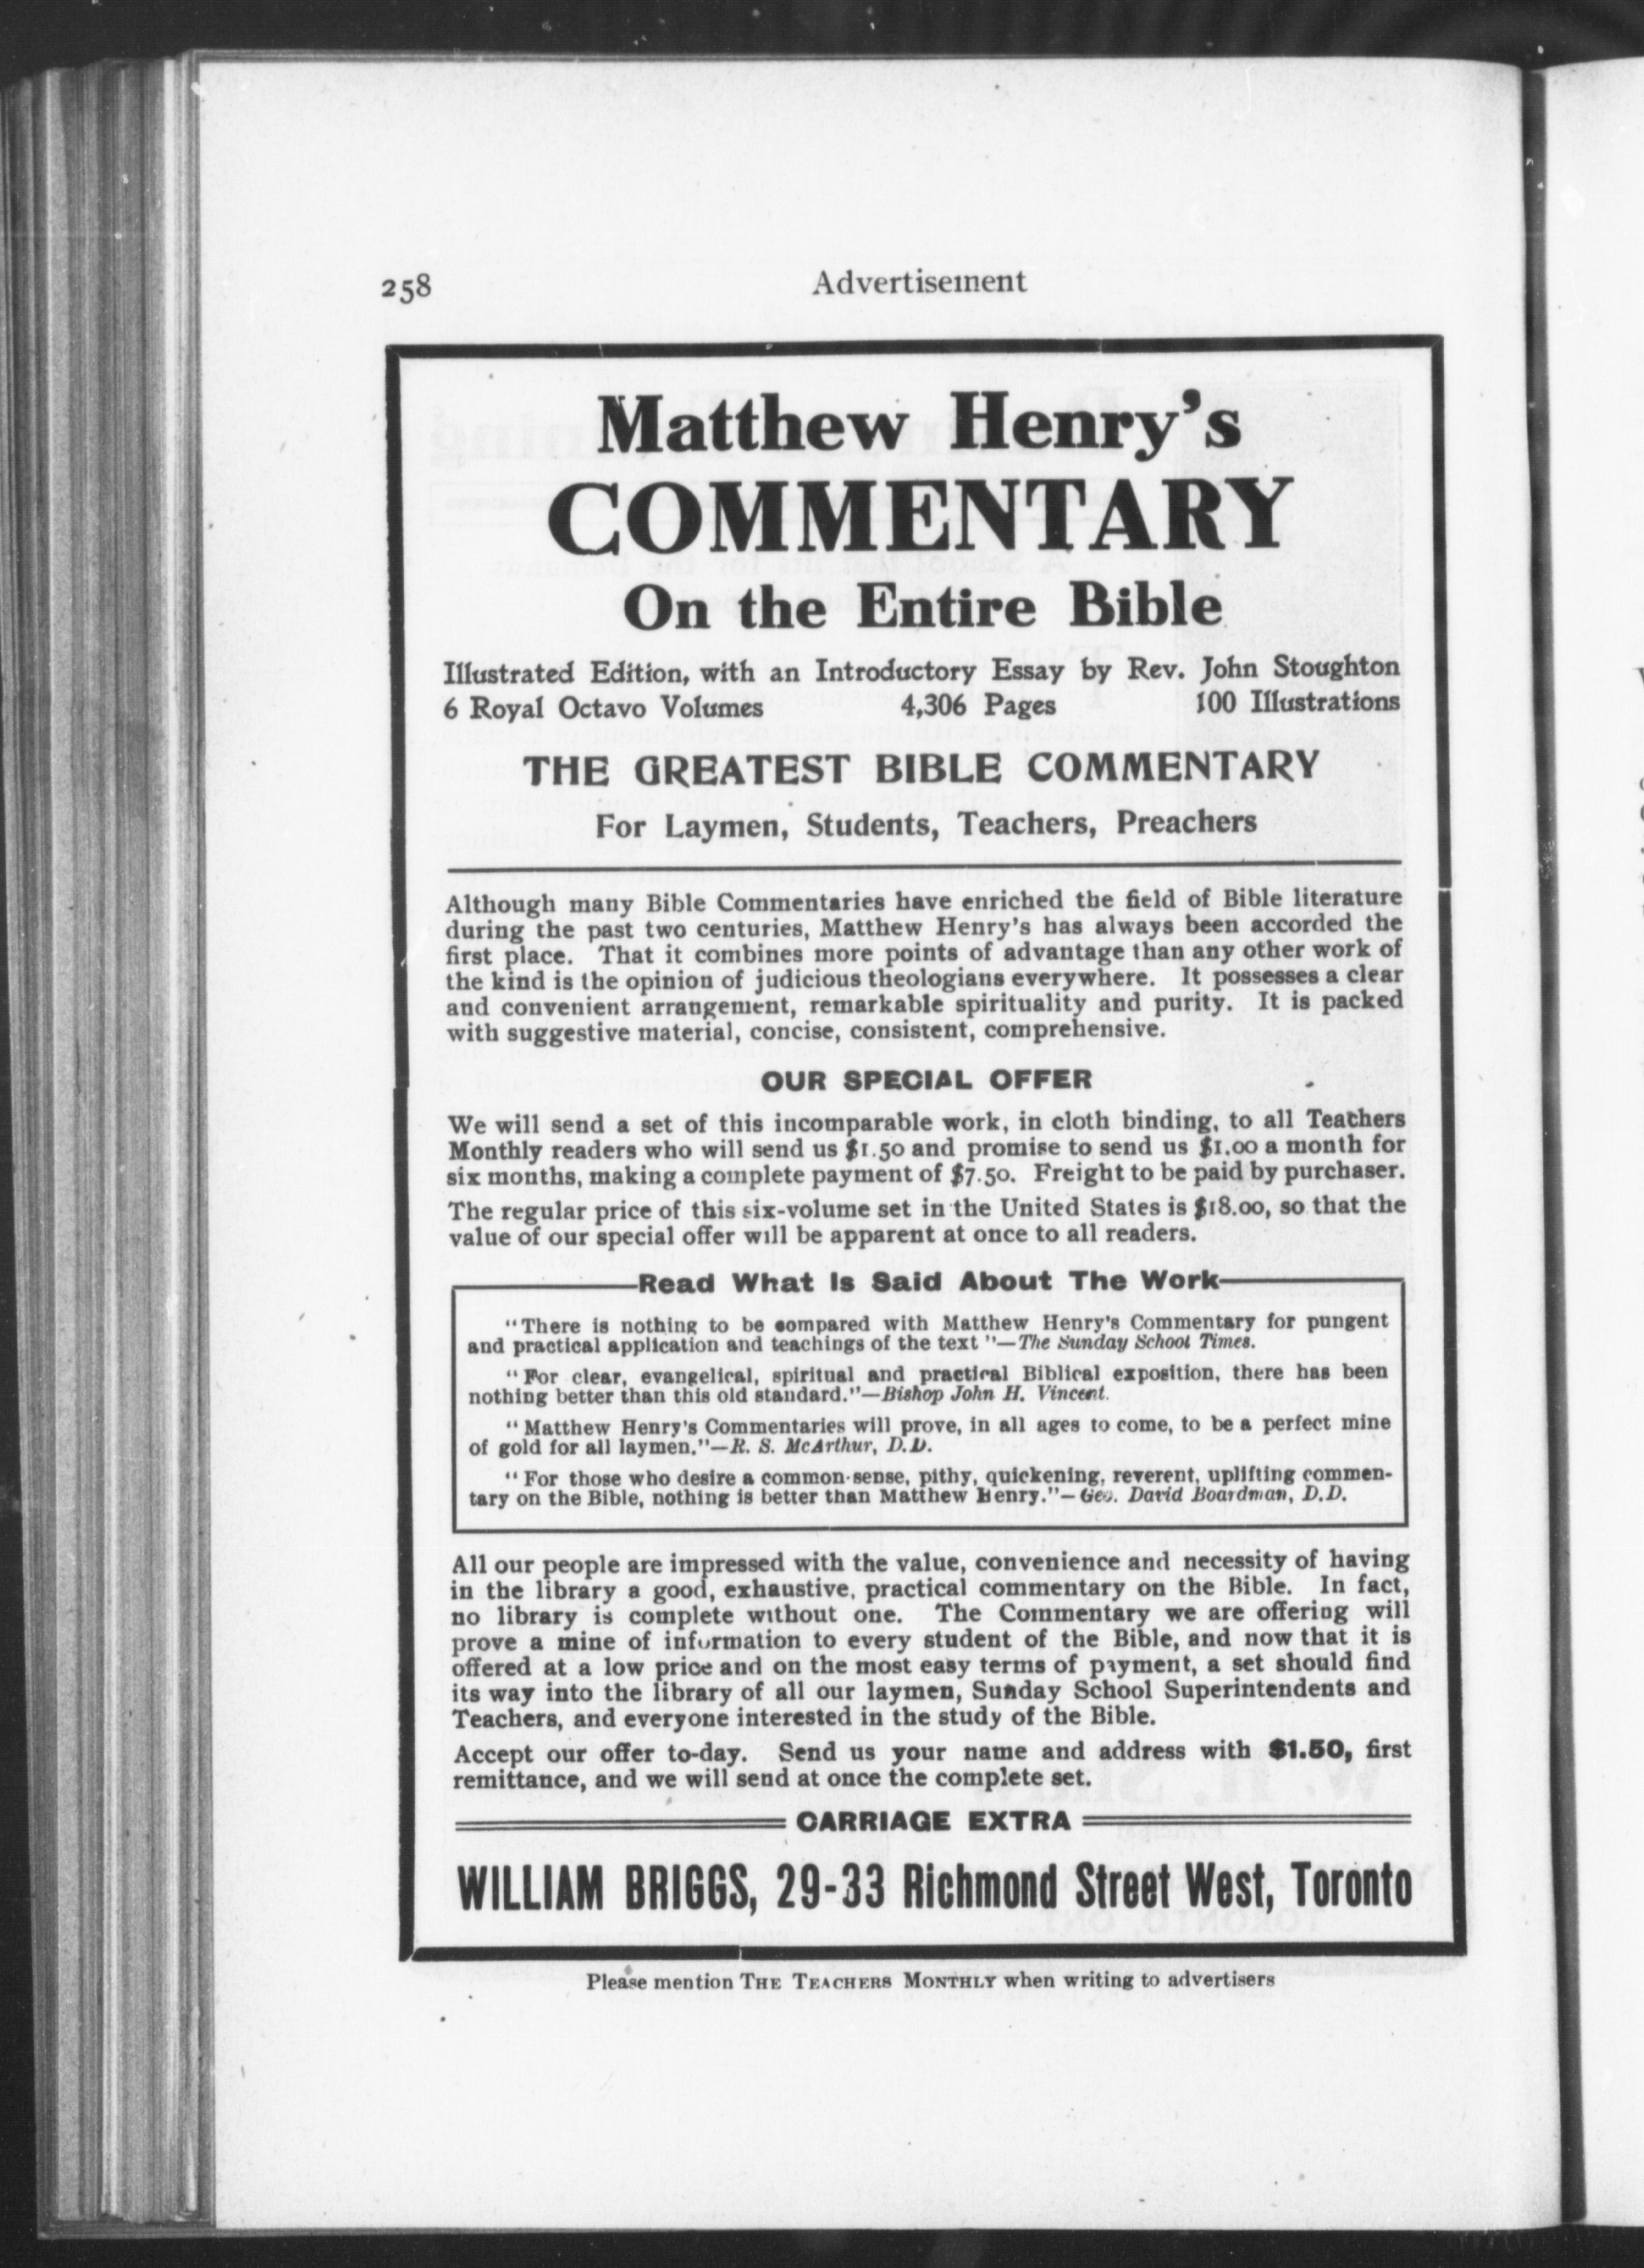 258
Advertisement
Matthew Henry's
COMMENTARY
On the Entire Bible
Illustrated Edition, with an Introductory Essay by Rev. John Stoughton
6 Royal Octavo Volumes 4,306 Pages 100 Illustrations
THE GREATEST BIBLE COMMENTARY
For Laymen, Students, Teachers, Preachers
Although many Bible Commentaries have enriched the field of Bible literature
during the past two centuries, Matthew Henry's has always been accorded the
first place. That it combines more points of advantage than any other work of
the kind is the opinion of judicious theologians everywhere. It possesses a clear
and convenient arrangement, remarkable spirituality and purity. It is packed
with suggestive material, concise, consistent, comprehensive.
OUR SPECIAL OFFER
We will send a set of this incomparable work, in cloth binding, to all Teachers
Monthly readers who will send us $1.50 and promise to send us $1.00 a month for
six months, making a complete payment of $7.50. Freight to be paid by purchaser.
The regular price of this six-volume set in the United States is $18.00, so that the
value of our special offer will be apparent at once to all readers.
Read What Is Said About The Work
"There is nothing to be compared with Matthew Henry's Commentary for pungent
and practical application and teachings of the text"—The Sunday School Times.
"For clear, evangelical, spiritual and practical Biblical exposition, there has been
nothing better than this old standard."—Bishop John H. Vincent.
"Matthew Henry's Commentaries will prove, in all ages to come, to be a perfect mine
of gold for all laymen."—R. S. McArthur, D.D.
"For those who desire a common-sense, pithy, quickening, reverent, uplifting commen-
tary on the Bible, nothing is better than Matthew Henry."—Geo. David Boardman, D.D.
All our people are impressed with the value, convenience and necessity of having
in the library a good, exhaustive, practical commentary on the Bible. In fact,
no library is complete without one. The Commentary we are offering will
prove a mine of information to every student of the Bible, and now that it is
offered at a low price and on the most easy terms of payment, a set should find
its way into the library of all our laymen, Sunday School Superintendents and
Teachers, and everyone interested in the study of the Bible.
Accept our offer to-day. Send us your name and address with $1.50, first
remittance, and we will send at once the complete set.
CARRIAGE EXTRA
WILLIAM BRIGGS, 29-33 Richmond Street West, Toronto
Please mention THE TEACHERS MONTHLY when writing to advertisers